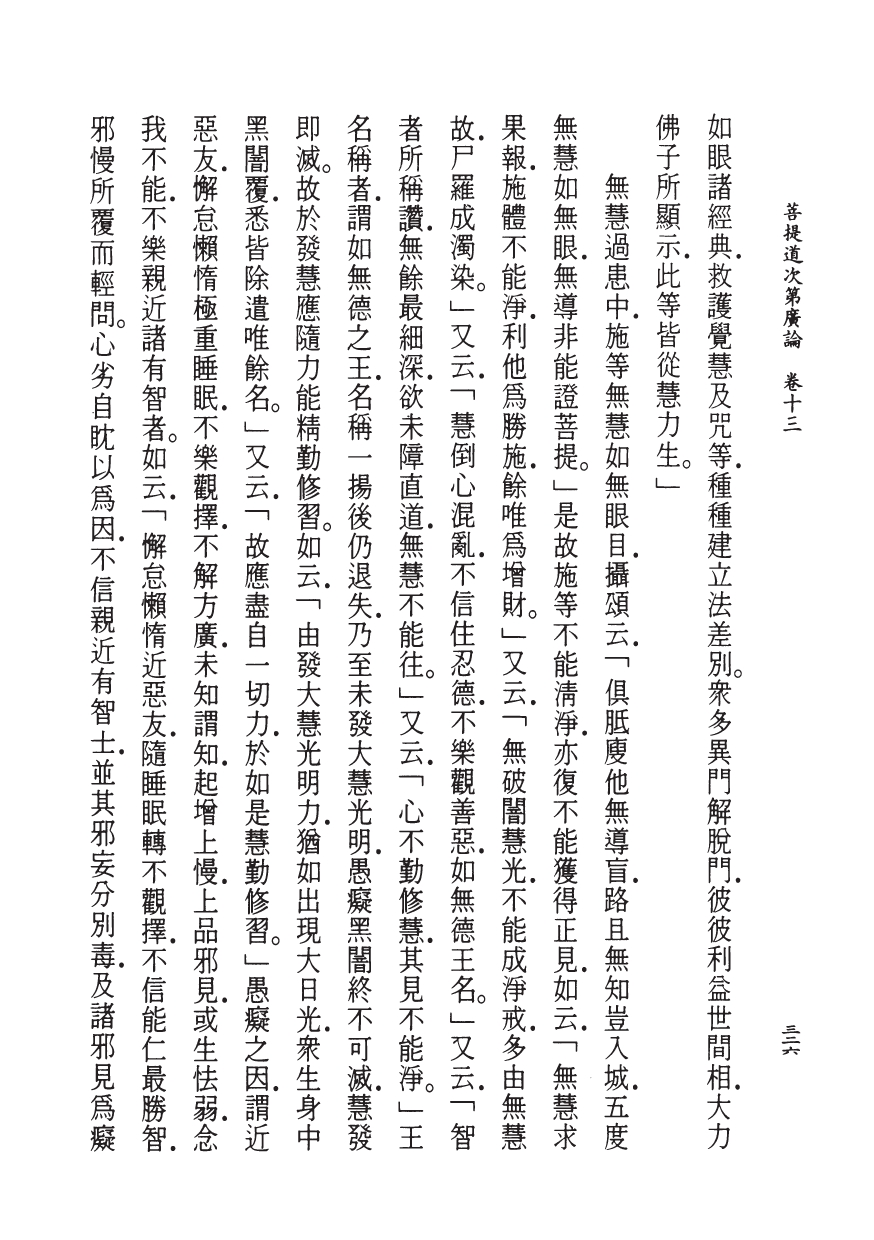 菩提道次第廣論　卷十三
三三六
如眼諸經典．救護覺慧及咒等．種種建立法差別。衆多異門解脫門．彼彼利益世間相．大力
佛子所顯示．此等皆從慧力生。」
無慧過患中．施等無慧如無眼目．攝頌云．「俱胝廋他無導盲．路且無知豈入城．五度
無慧如無眼．無導非能證菩提。」是故施等不能淸淨．亦復不能獲得正見．如云．「無慧求
果報．施體不能淨．利他爲勝施．餘唯爲增財。」又云．「無破闇慧光．不能成淨戒．多由無慧
故．尸羅成濁染。」又云．「慧倒心混亂．不信住忍德．不樂觀善惡．如無德王名。」又云．「智
者所稱讚．無餘最細深．欲未障直道．無慧不能往。」又云．「心不勤修慧．其見不能淨。」王
名稱者．謂如無德之王．名稱一揚後仍退失．乃至未發大慧光明．愚癡黑闇終不可滅．慧發
即滅。故於發慧應隨力能精勤修習。如云．「由發大慧光明力．猶如出現大日光．衆生身中
黑闇覆．悉皆除遣唯餘名。」又云．「故應盡自一切力．於如是慧勤修習。」愚癡之因．謂近
惡友．懈怠懶惰極重睡眠．不樂觀擇．不解方廣．未知謂知．起增上慢．上品邪見．或生怯弱．念
我不能．不樂親近諸有智者。如云．「懈怠懶惰近惡友．隨睡眠轉不觀擇．不信能仁最勝智．
邪慢所覆而輕問。心劣自眈以爲因．不信親近有智士．並其邪妄分別毒．及諸邪見爲癡